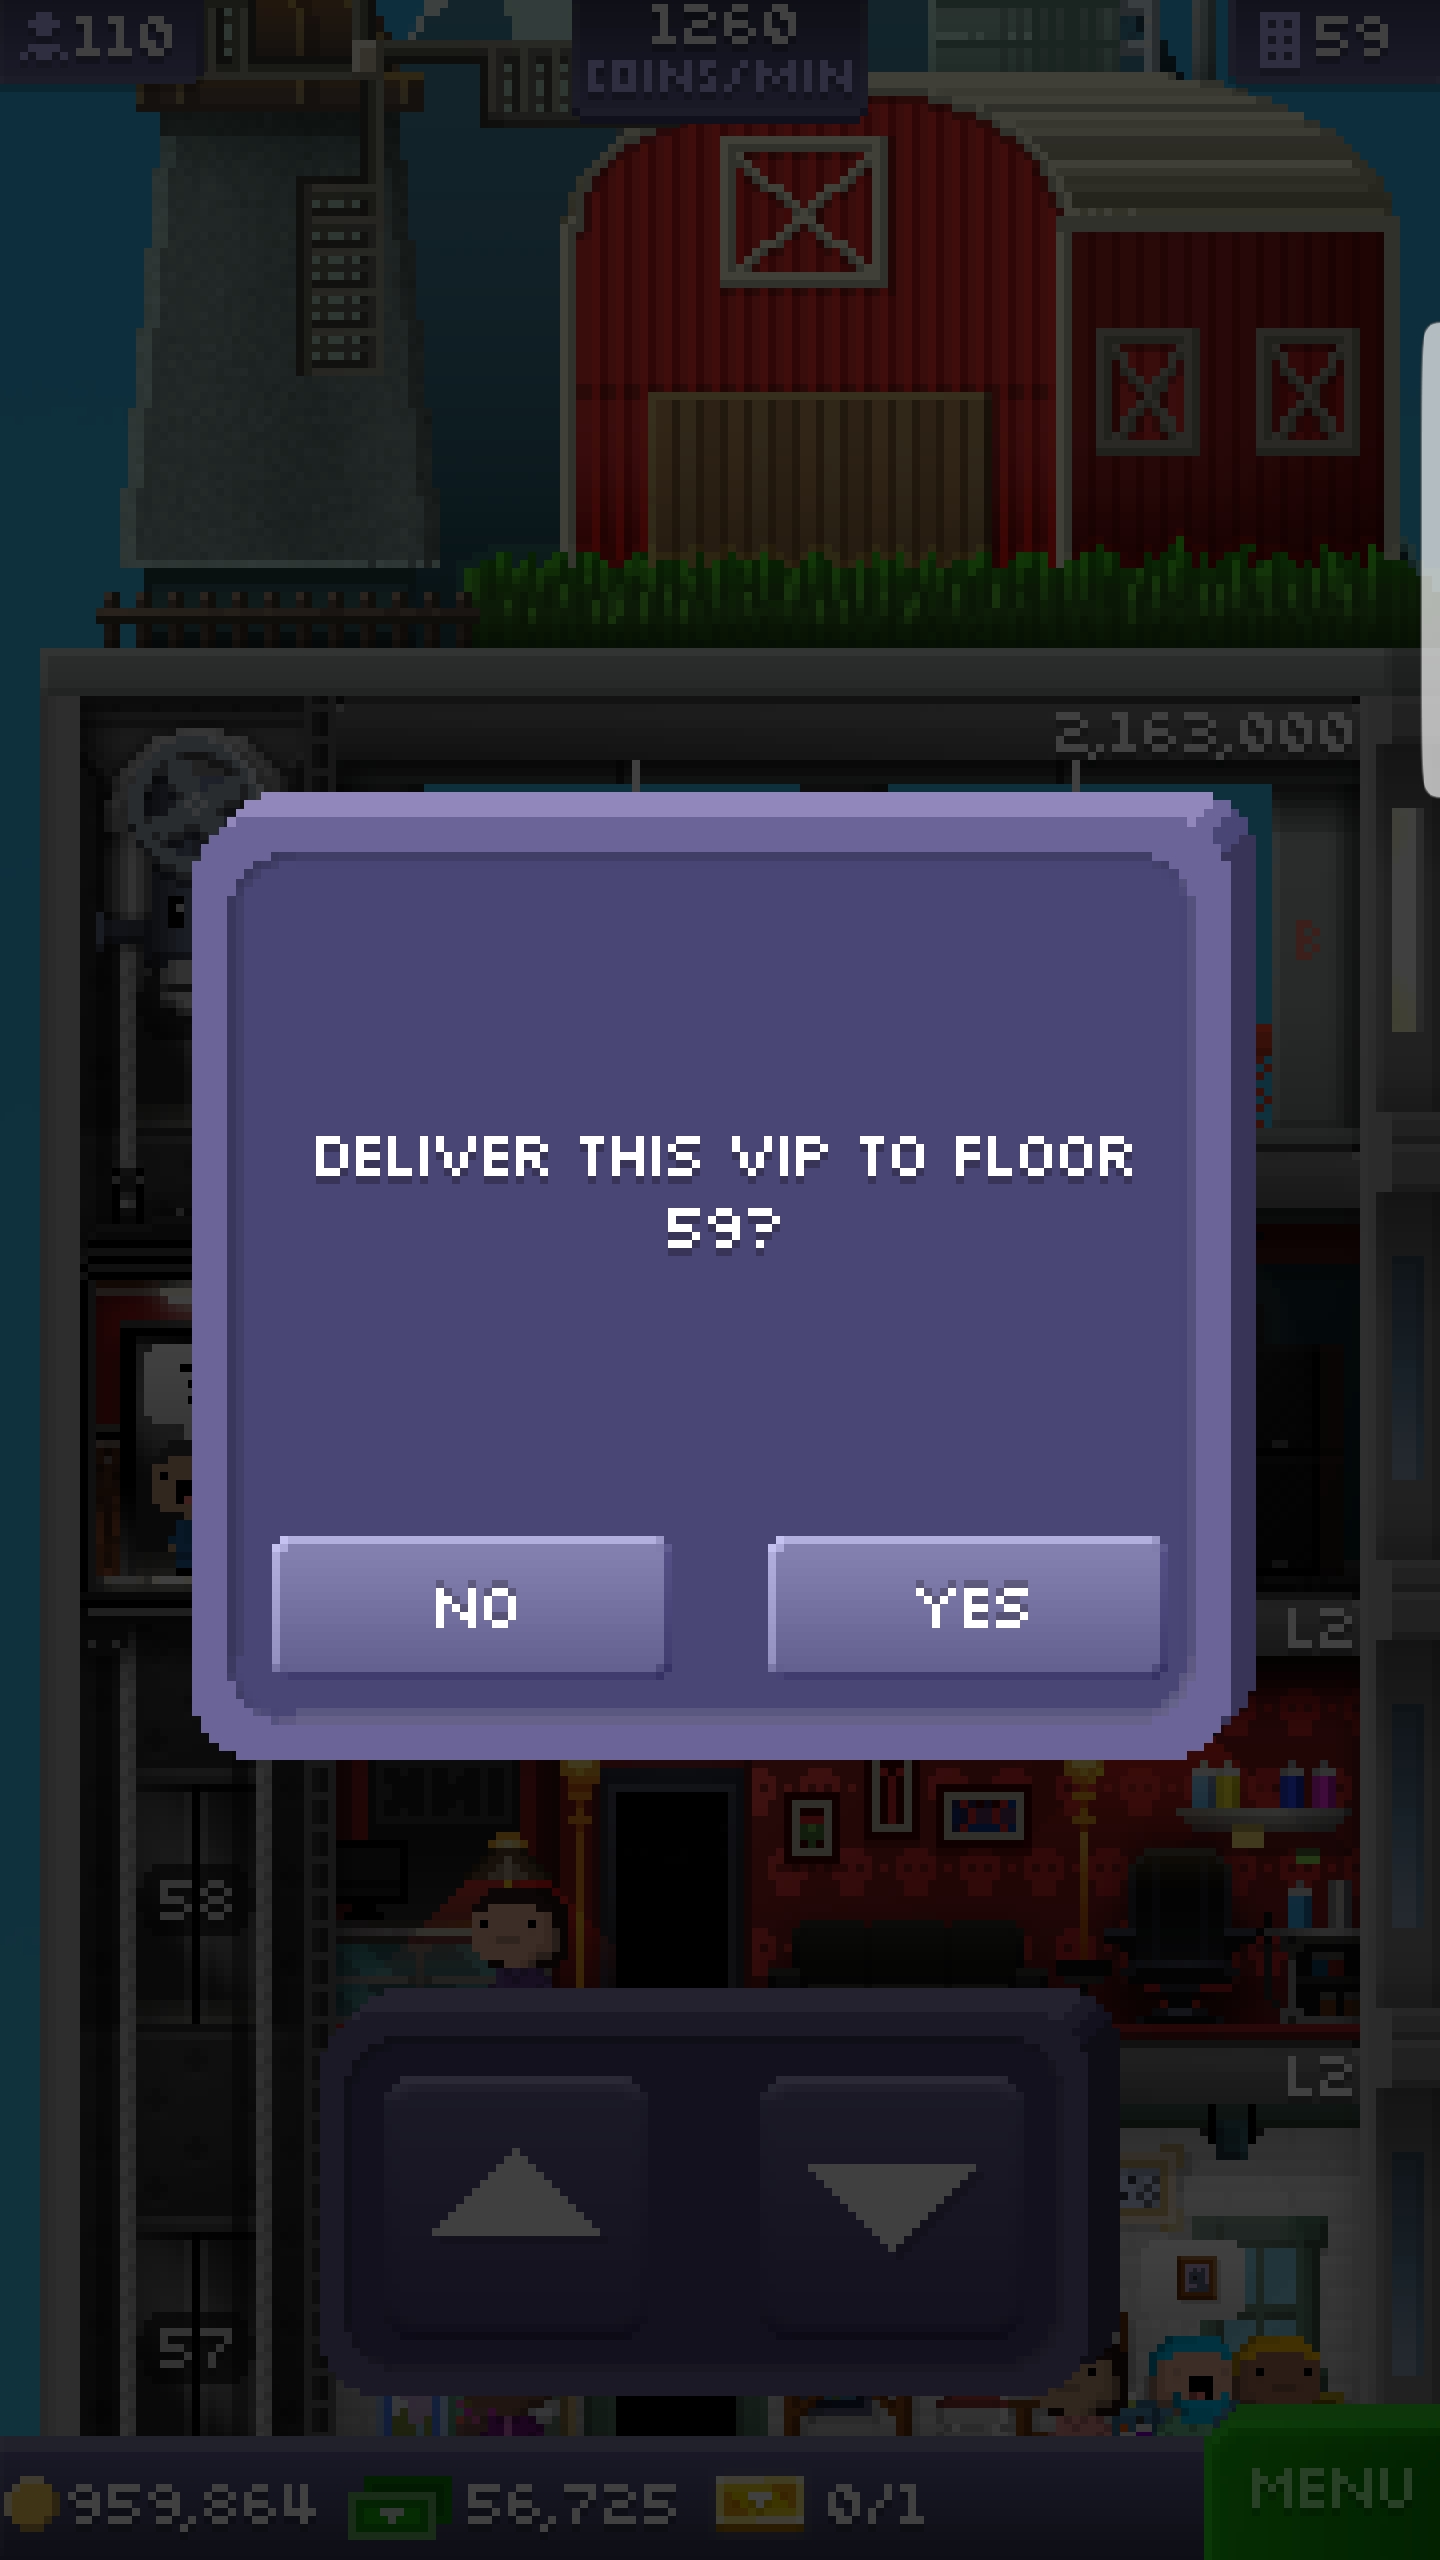 110
1260
COINS/MIN
59
2,163,000
B
DELIVER THIS VIP TO FLOOR
59?
NO
YES
L2
58
L2
57
959,864
56,725
0/1
MENU